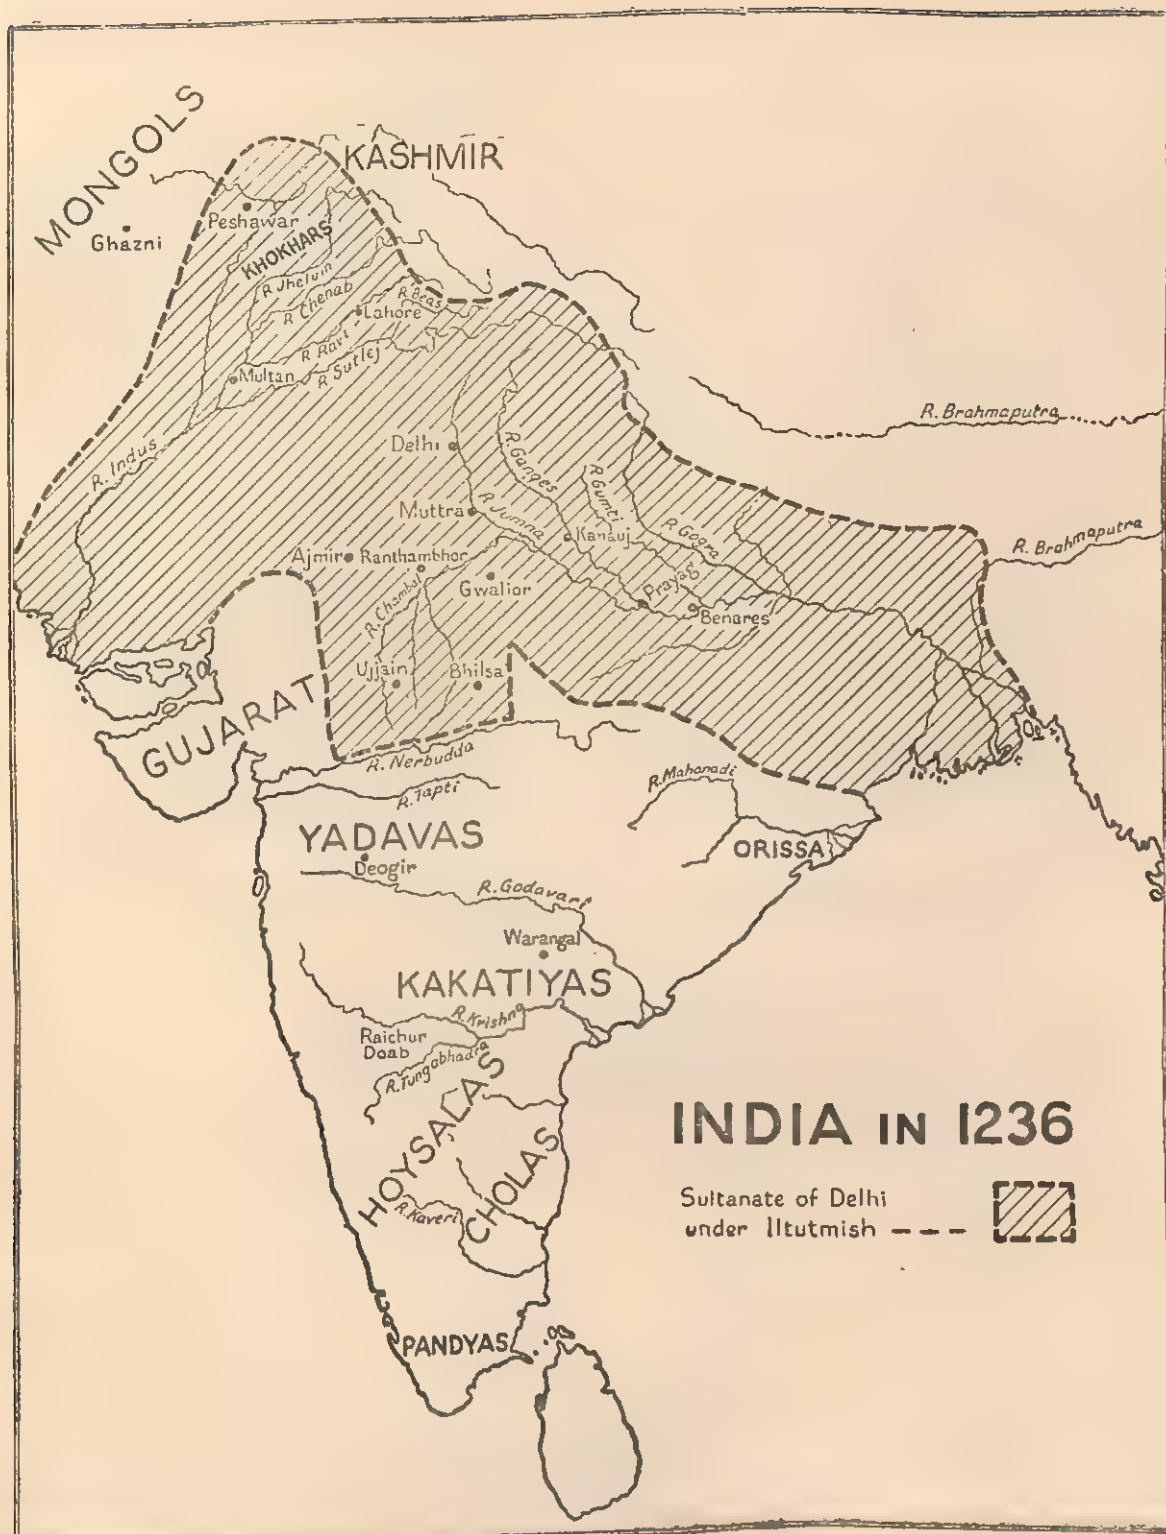 MONGOLS
KASHMIR
Ghazni
Peshawar
KHOKHARS
R. Jhelum
R. Chenab
R. Beas
Lahore
R. Ravi
R. Sutlej
Multan
R. Indus
Delhi
R. Ganges
R. Gumti
R. Brahmaputra
Muttra
R. Jumna
Kanauj
R. Gogra
R. Brahmaputra
Ajmir
Ranthambhor
R. Chambal
Gwalior
Prayag
Benares
Ujjain
Bhilsa
GUJARAT
R. Nerbudda
R. Tapti
R. Mahanadi
YADAVAS
Deogir
ORISSA
R. Godavari
Warangal
KAKATIYAS
R. Krishna
Raichur
Doab
R. Tungabhadra
HOYSALAS
CHOLAS
R. Kaveri
PANDYAS
INDIA IN 1236
Sultanate of Delhi
under Iltutmish